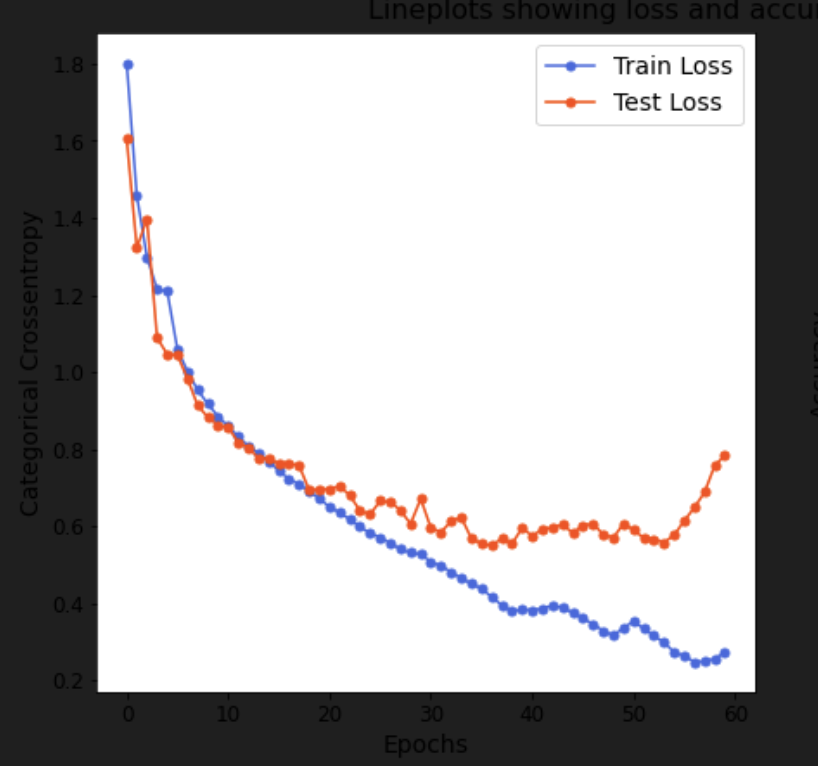 Lineplots showing loss and accu
1.8
1.6
1.4
1.2
1.0
0.8
0.6
0.4
0.2
Categorical Crossentropy
Train Loss
Test Loss
0 10 20 30 40 50 60
Epochs